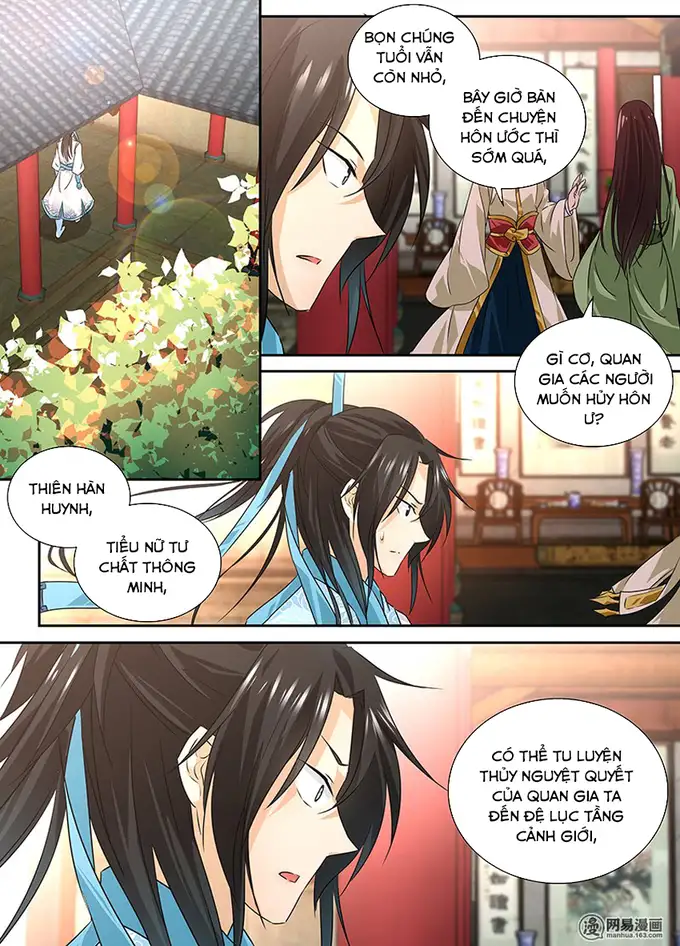 BỌN CHÚNG
TUỔI VẪN
CÒN NHỎ,
BÂY GIỜ BÀN
ĐẾN CHUYỆN
HÔN ƯỚC THÌ
SỚM QUÁ,
GÌ CƠ, QUAN
GIA CÁC NGƯỜI
MUỐN HỦY HÔN
Ư?
THIÊN HÀN
HUYNH,
TIỂU NỮ TƯ
CHẤT THÔNG
MINH,
CÓ THỂ TU LUYỆN
THỦY NGUYỆT QUYẾT
CỦA QUAN GIA TA
ĐẾN ĐỆ LỤC TẦNG
CẢNH GIỚI,
网易漫画
manhua.163.com